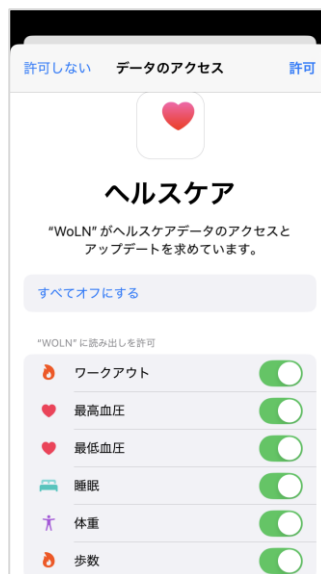 許可しない データのアクセス 許可
ヘルスケア
“WoLN” がヘルスケアデータのアクセスと
アップデートを求めています。
すべてオフにする
“WOLN” に読み出しを許可
ワークアウト
最高血圧
最低血圧
睡眠
体重
歩数